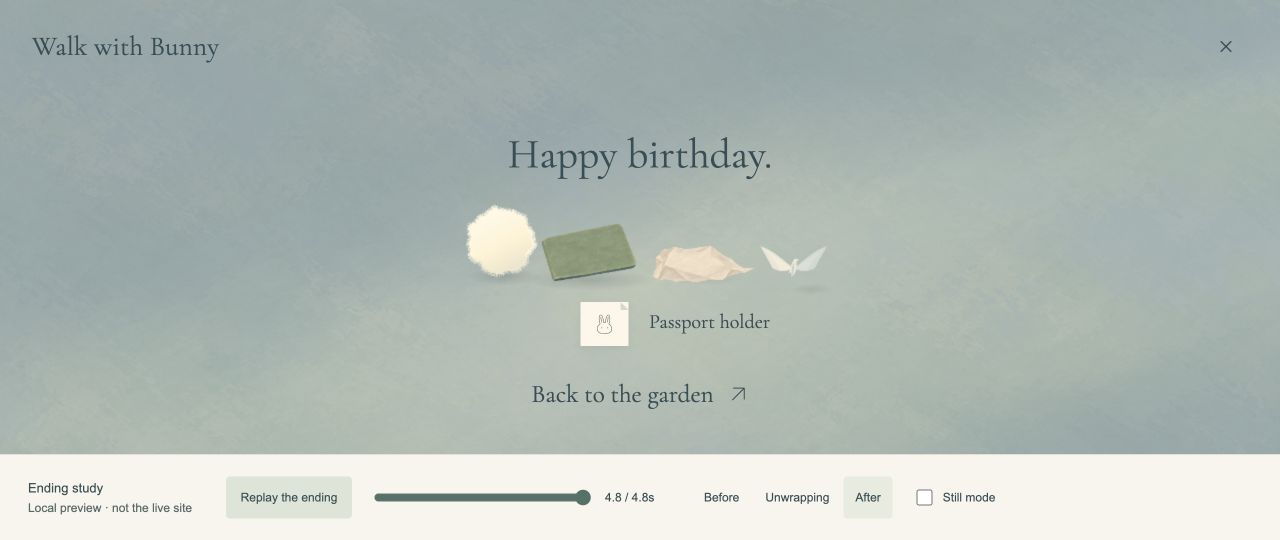 Walk with Bunny
Happy birthday.
Passport holder
Back to the garden
Ending study
Local preview · not the live site
Replay the ending
4.8 / 4.8s
Before
Unwrapping
After
Still mode